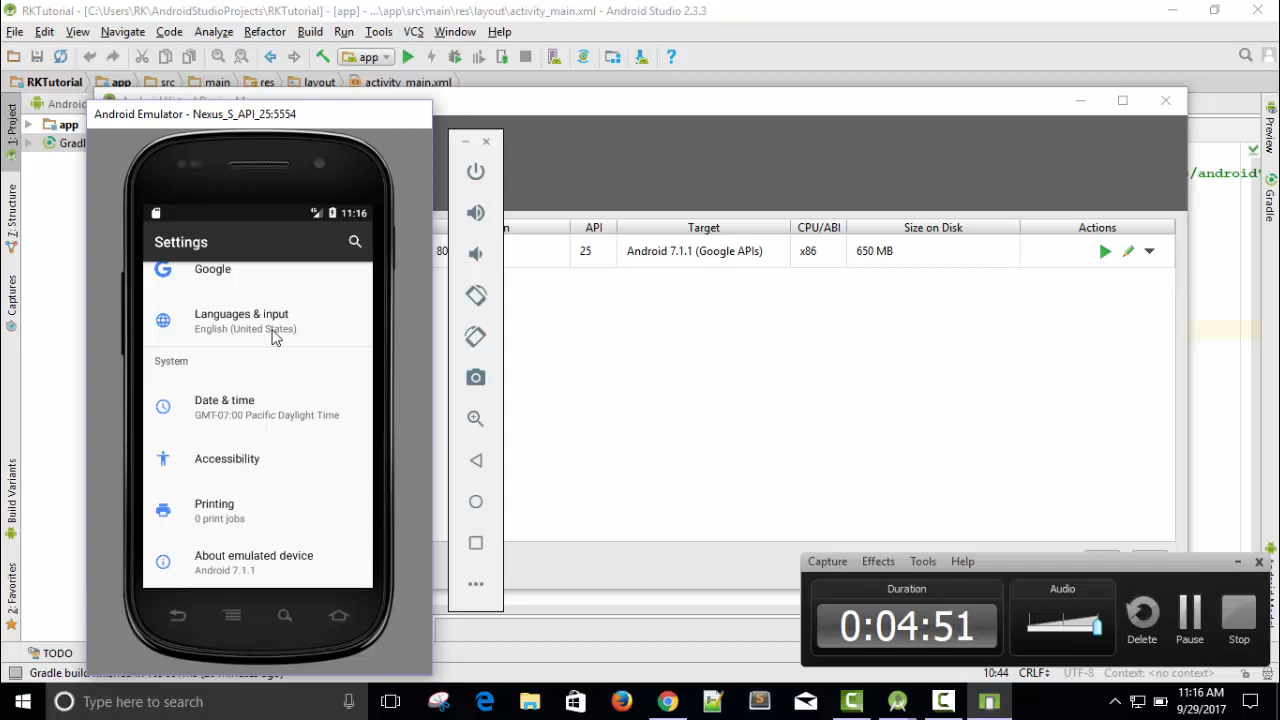 RKTutorial - [C:\Users\RK\AndroidStudioProjects\RKTutorial] - [app] - ...\app\src\main\res\layout\activity_main.xml - Android Studio 2.3.3
File Edit View Navigate Code Analyze Refactor Build Run Tools VCS Window Help
app
RKTutorial app src main res layout activity_main.xml
Android
app
Gradl
1: Project
Z: Structure
Captures
Build Variants
2: Favorites
Preview
Gradle
/android"
Android Emulator - Nexus_S_API_25:5554
11:16
Settings
Google
Languages & input
English (United States)
System
Date & time
GMT-07:00 Pacific Daylight Time
Accessibility
Printing
0 print jobs
About emulated device
Android 7.1.1
n API Target CPU/ABI Size on Disk Actions
80 25 Android 7.1.1 (Google APIs) x86 650 MB
Capture Effects Tools Help
Duration
0:04:51
Audio
Delete Pause Stop
TODO
10:44 CRLF÷ UTF-8 Context: <no context>
Type here to search
11:16 AM
9/29/2017